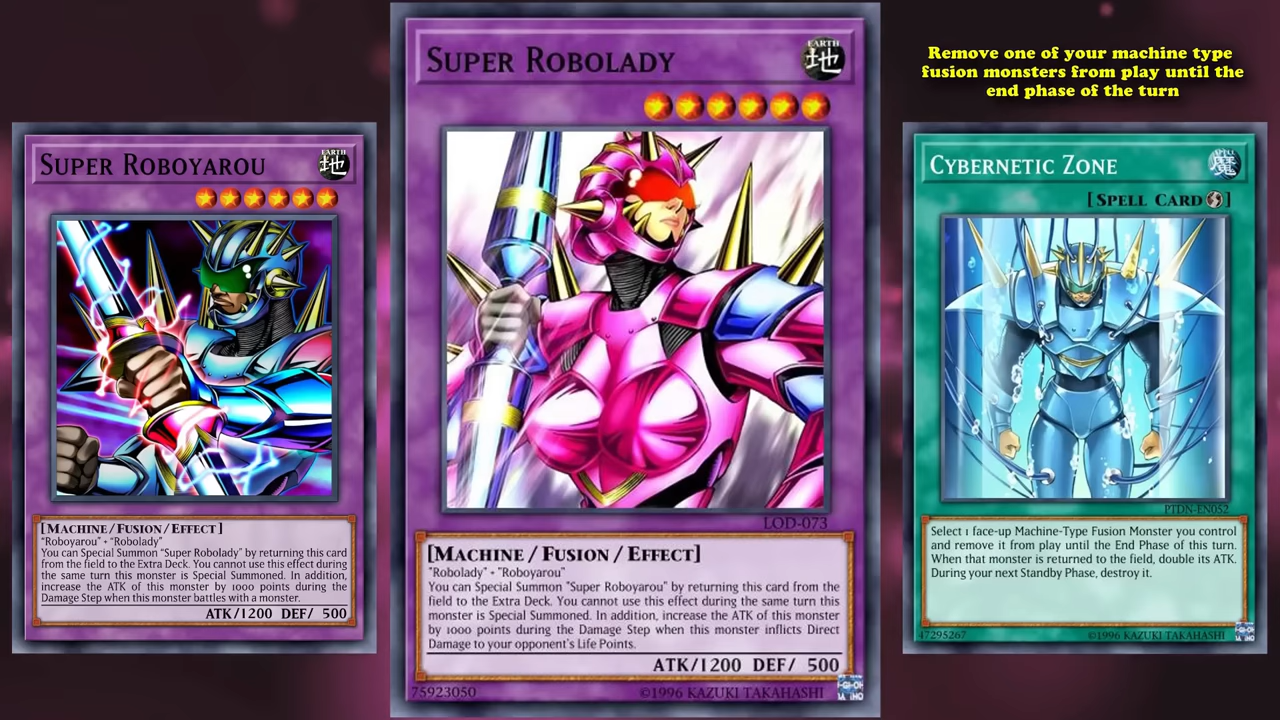 SUPER ROBOYAROU
EARTH
地
[MACHINE / FUSION / EFFECT]
"Roboyarou" + "Robolady"
You can Special Summon "Super Robolady" by returning this card
from the field to the Extra Deck. You cannot use this effect during
the same turn this monster is Special Summoned. In addition,
increase the ATK of this monster by 1000 points during the
Damage Step when this monster battles with a monster.
ATK/1200 DEF/ 500
SUPER ROBOLADY
EARTH
地
LOD-073
[MACHINE / FUSION / EFFECT]
"Robolady" + "Roboyarou"
You can Special Summon "Super Roboyarou" by returning this card from the
field to the Extra Deck. You cannot use this effect during the same turn this
monster is Special Summoned. In addition, increase the ATK of this monster
by 1000 points during the Damage Step when this monster inflicts Direct
Damage to your opponent's Life Points.
ATK/1200 DEF/ 500
75923050
©1996 KAZUKI TAKAHASHI
Remove one of your machine type
fusion monsters from play until the
end phase of the turn
CYBERNETIC ZONE
[SPELL CARD]
PTDN-EN052
Select 1 face-up Machine-Type Fusion Monster you control
and remove it from play until the End Phase of this turn.
When that monster is returned to the field, double its ATK.
During your next Standby Phase, destroy it.
47295267
©1996 KAZUKI TAKAHASHI